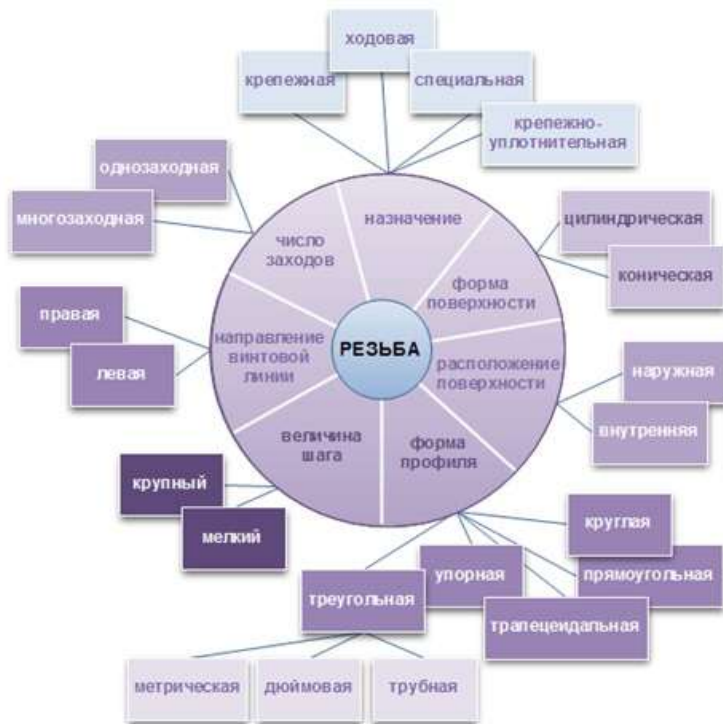 ходовая
крепежная
специальная
крепежно-
уплотнительная
однозаходная
многозаходная
назначение
число
заходов
цилиндрическая
коническая
форма
поверхности
правая
левая
направление
винтовой
линии
РЕЗЬБА
расположение
поверхности
наружная
внутренняя
величина
шага
форма
профиля
крупный
мелкий
круглая
упорная
прямоугольная
треугольная
трапецеидальная
метрическая
дюймовая
трубная